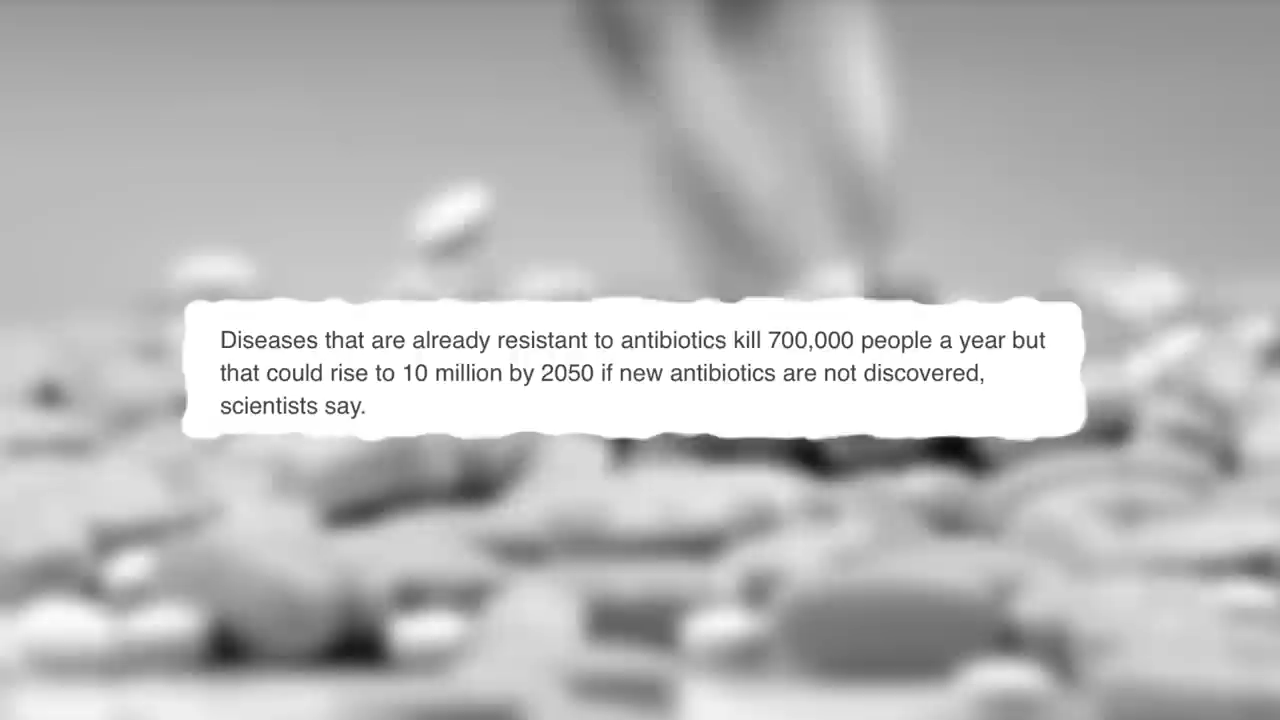 Diseases that are already resistant to antibiotics kill 700,000 people a year but
that could rise to 10 million by 2050 if new antibiotics are not discovered,
scientists say.